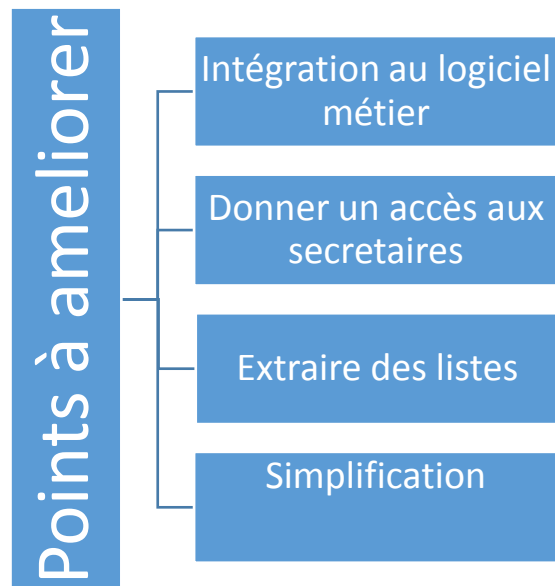 Points à ameliorer
Intégration au logiciel
métier
Donner un accès aux
secretaires
Extraire des listes
Simplification